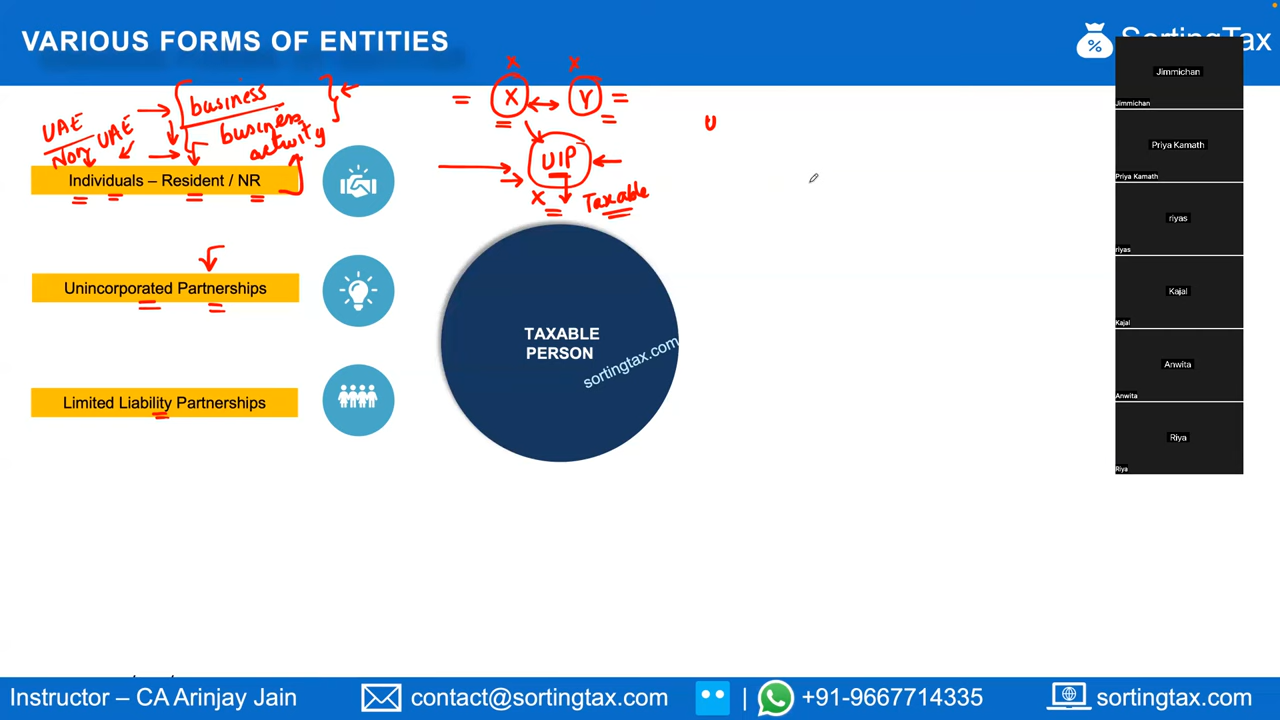 VARIOUS FORMS OF ENTITIES
SortingTax
UAE
Non UAE
business
business
activity
X
X
X
Y
UIP
X
Taxable
U
Individuals – Resident / NR
Unincorporated Partnerships
Limited Liability Partnerships
TAXABLE
PERSON
sortingtax.com
Jimmichan
Jimmichan
Priya Kamath
Priya Kamath
riyas
riyas
Kajal
Kajal
Anwita
Anwita
Riya
Riya
Instructor – CA Arinjay Jain
contact@sortingtax.com
| +91-9667714335
sortingtax.com